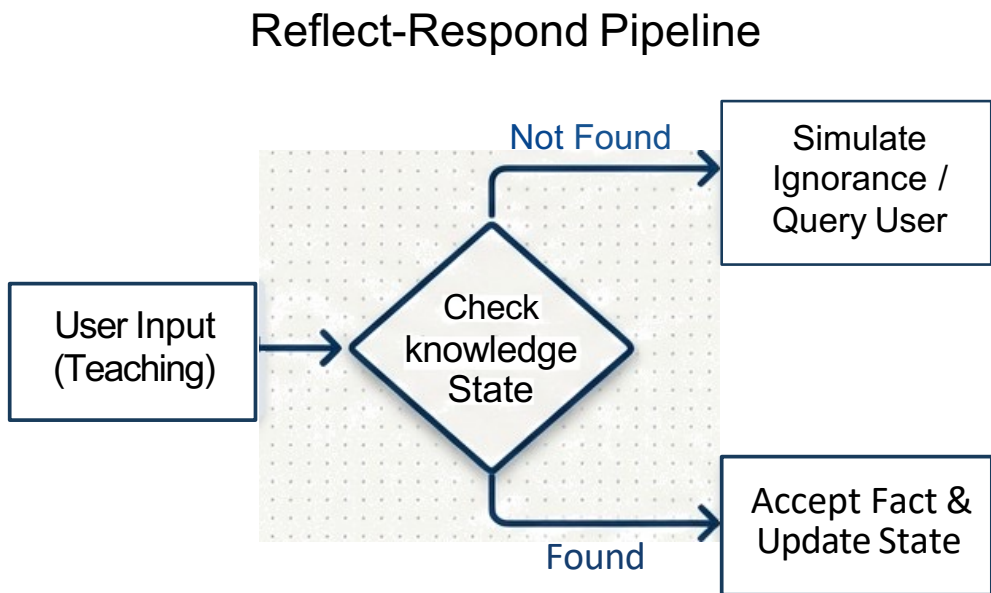 Reflect-Respond Pipeline
Not Found
Simulate
Ignorance /
Query User
User Input
(Teaching)
Check
knowledge
State
Accept Fact &
Update State
Found